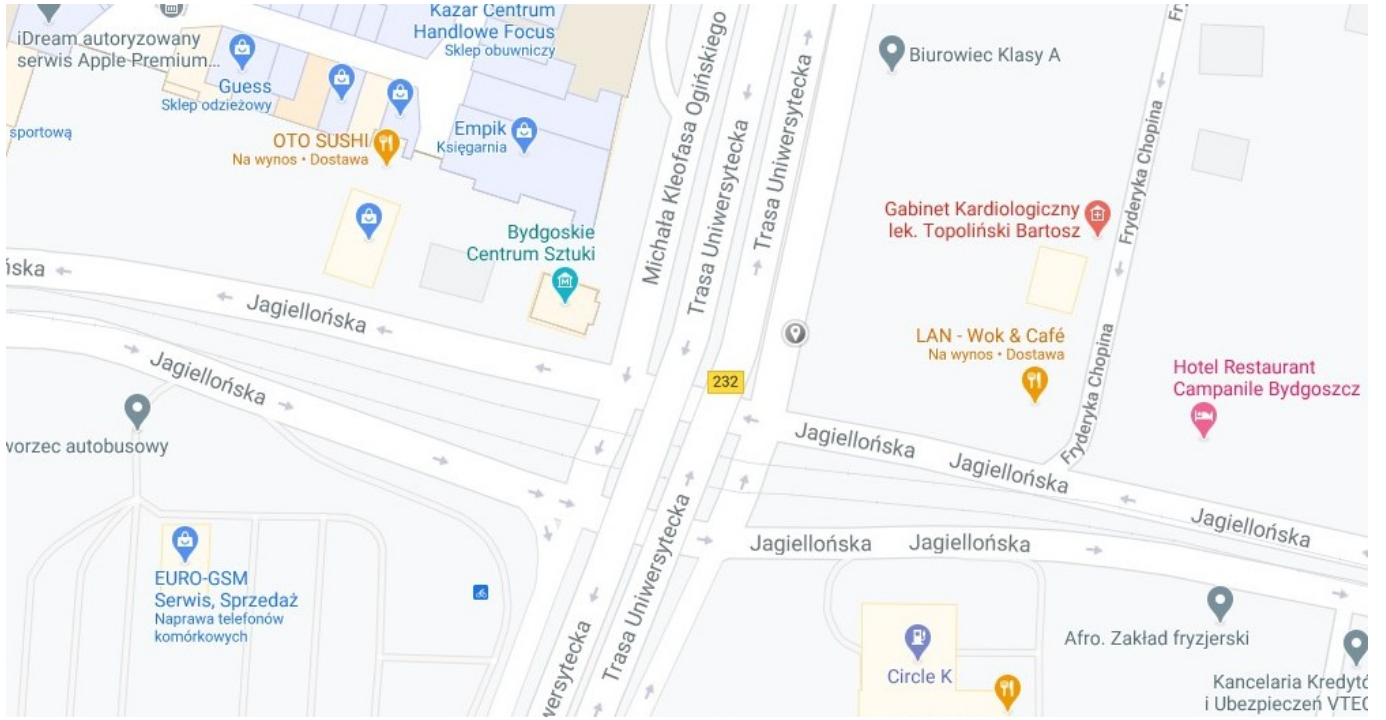 iDream autoryzowany
serwis Apple Premium...
Kazar Centrum
Handlowe Focus
Sklep obuwniczy
Guess
Sklep odzieżowy
sportową
OTO SUSHI
Na wynos • Dostawa
Empik
Księgarnia
Bydgoskie
Centrum Sztuki
Michała Kleofasa Ogińskiego
Trasa Uniwersytecka
Trasa Uniwersytecka
Biurowiec Klasy A
Fr
Fryderyka Chopina
Gabinet Kardiologiczny
lek. Topoliński Bartosz
LAN - Wok & Café
Na wynos • Dostawa
Fryderyka Chopina
Hotel Restaurant
Campanile Bydgoszcz
ńska
Jagiellońska
Jagiellońska
232
Jagiellońska
Jagiellońska
Jagiellońska
worzec autobusowy
EURO-GSM
Serwis, Sprzedaż
Naprawa telefonów
komórkowych
Trasa Uniwersytecka
wersytecka
Jagiellońska
Jagiellońska
Circle K
Afro. Zakład fryzjerski
Kancelaria Kredytó
i Ubezpieczeń VTEC